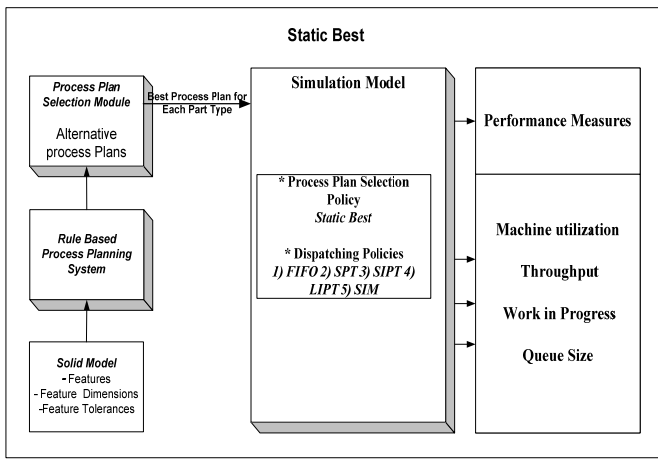 Static Best
Process Plan
Selection Module
Alternative
process Plans
Best Process Plan for
Each Part Type
Rule Based
Process Planning
System
Solid Model
- Features
- Feature Dimensions
-Feature Tolerances
Simulation Model
* Process Plan Selection
Policy
Static Best
* Dispatching Policies
1) FIFO 2) SPT 3) SIPT 4)
LIPT 5) SIM
Performance Measures
Machine utilization
Throughput
Work in Progress
Queue Size